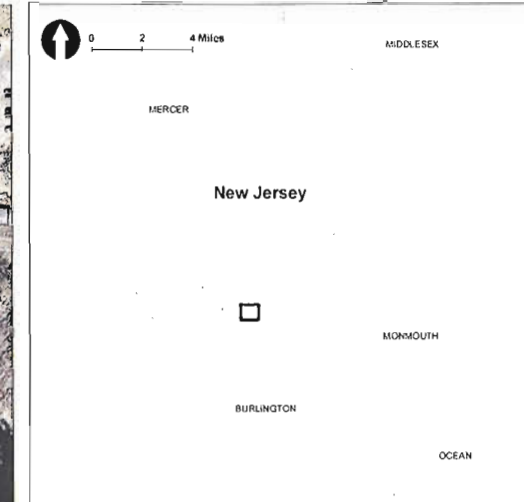 0 2 4 Miles
MIDDLESEX
MERCER
New Jersey
MONMOUTH
BURLINGTON
OCEAN